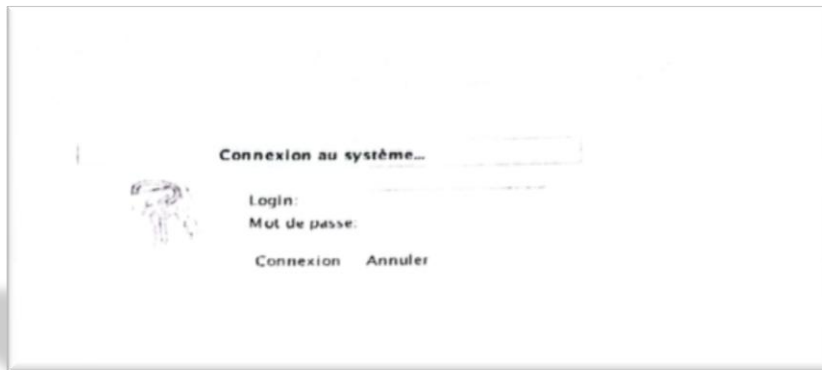 Connexion au système...
Login:
Mot de passe:
Connexion Annuler